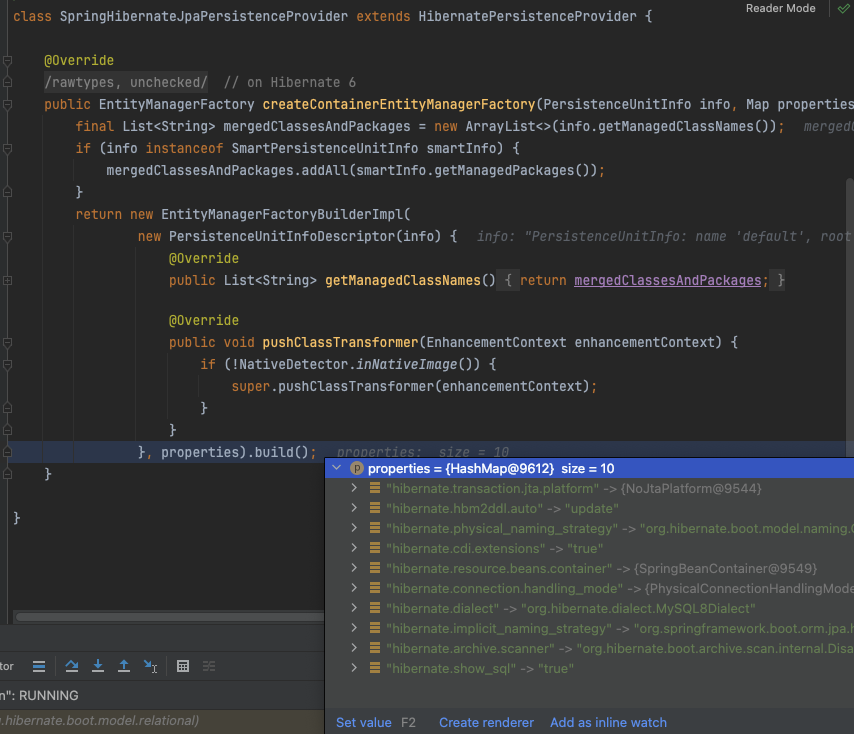 class SpringHibernateJpaPersistenceProvider extends HibernatePersistenceProvider {
Reader Mode
@Override
/rawtypes, unchecked/ // on Hibernate 6
public EntityManagerFactory createContainerEntityManagerFactory(PersistenceUnitInfo info, Map properties
final List<String> mergedClassesAndPackages = new ArrayList<>(info.getManagedClassNames()); merged
if (info instanceof SmartPersistenceUnitInfo smartInfo) {
mergedClassesAndPackages.addAll(smartInfo.getManagedPackages());
}
return new EntityManagerFactoryBuilderImpl(
new PersistenceUnitInfoDescriptor(info) { info: "PersistenceUnitInfo: name 'default', root
@Override
public List<String> getManagedClassNames() { return mergedClassesAndPackages; }
@Override
public void pushClassTransformer(EnhancementContext enhancementContext) {
if (!NativeDetector.inNativeImage()) {
super.pushClassTransformer(enhancementContext);
}
}
}, properties).build(); properties: size = 10
}
}
p properties = {HashMap@9612} size = 10
"hibernate.transaction.jta.platform" -> {NoJtaPlatform@9544}
"hibernate.hbm2ddl.auto" -> "update"
"hibernate.physical_naming_strategy" -> "org.hibernate.boot.model.naming.
"hibernate.cdi.extensions" -> "true"
"hibernate.resource.beans.container" -> {SpringBeanContainer@9549}
"hibernate.connection.handling_mode" -> {PhysicalConnectionHandlingMode
"hibernate.dialect" -> "org.hibernate.dialect.MySQL8Dialect"
"hibernate.implicit_naming_strategy" -> "org.springframework.boot.orm.jpa.h
"hibernate.archive.scanner" -> "org.hibernate.boot.archive.scan.internal.Disa
"hibernate.show_sql" -> "true"
Set value F2 Create renderer Add as inline watch
tor
n": RUNNING
.hibernate.boot.model.relational)